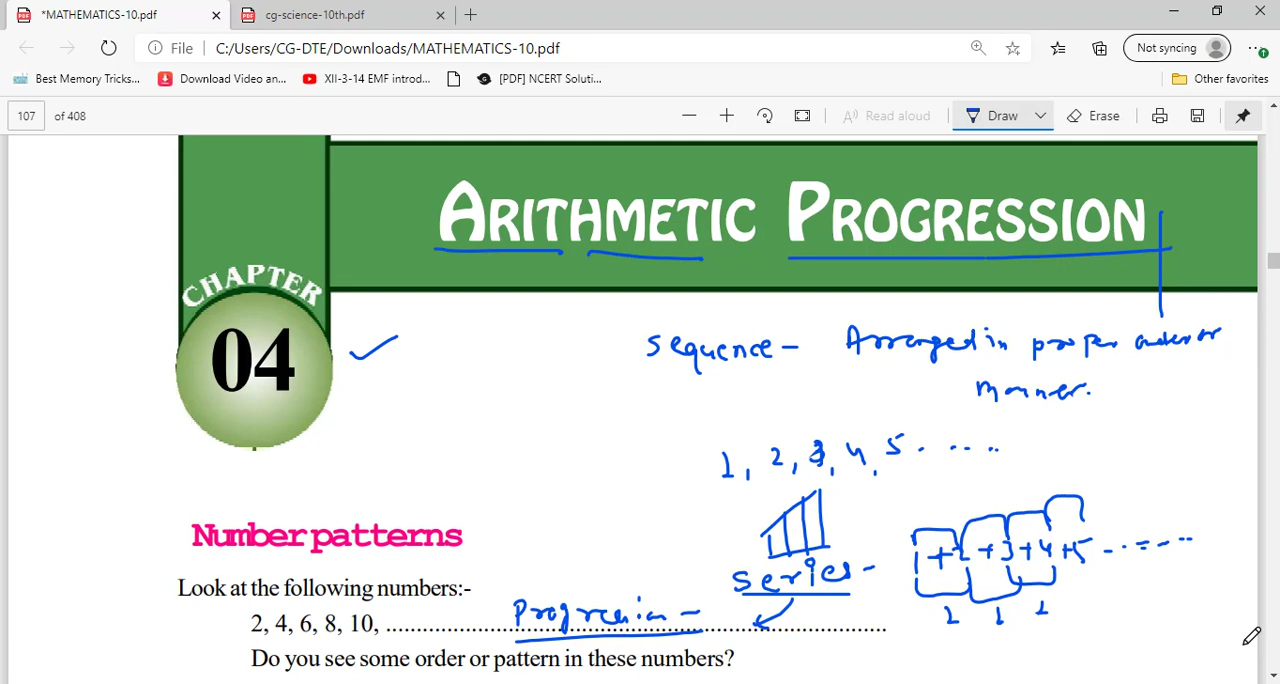 *MATHEMATICS-10.pdf
cg-science-10th.pdf
File C:/Users/CG-DTE/Downloads/MATHEMATICS-10.pdf
Not syncing
Best Memory Tricks...
Download Video an...
XII-3-14 EMF introd...
[PDF] NCERT Soluti...
Other favorites
107 of 408
Read aloud
Draw
Erase
ARITHMETIC PROGRESSION
CHAPTER
04
sequence - Arranged in proper order or
manner.
1, 2, 3, 4, 5 . . . . .
Number patterns
1 + 2 + 3 + 4 + 5 - - - - -
series -
Look at the following numbers:-
Progression -
1 1 1
2, 4, 6, 8, 10, ................................................................
Do you see some order or pattern in these numbers?